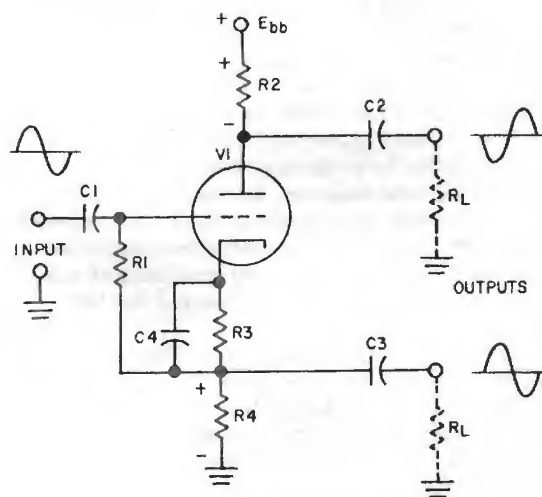 + Ebb
+
R2
-
C2
V1
C1
RL
INPUT
R1
OUTPUTS
C4
R3
C3
+
R4
-
RL